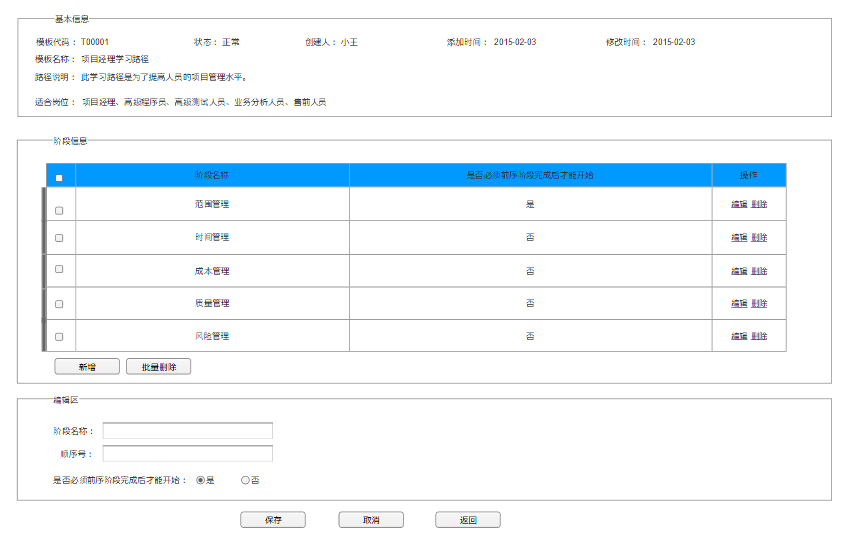 基本信息
模板代码： T00001 状态： 正常 创建人： 小王 添加时间： 2015-02-03 修改时间： 2015-02-03
模板名称： 项目经理学习路径
路径说明： 此学习路径是为了提高人员的项目管理水平。
适合岗位： 项目经理、高级程序员、高级测试人员、业务分析人员、售前人员
阶段信息
阶段名称 是否必须前序阶段完成后才能开始 操作
范围管理 是 编辑 删除
时间管理 否 编辑 删除
成本管理 否 编辑 删除
质量管理 否 编辑 删除
风险管理 否 编辑 删除
新增 批量删除
编辑区
阶段名称：
顺序号：
是否必须前序阶段完成后才能开始： 是 否
保存 取消 返回